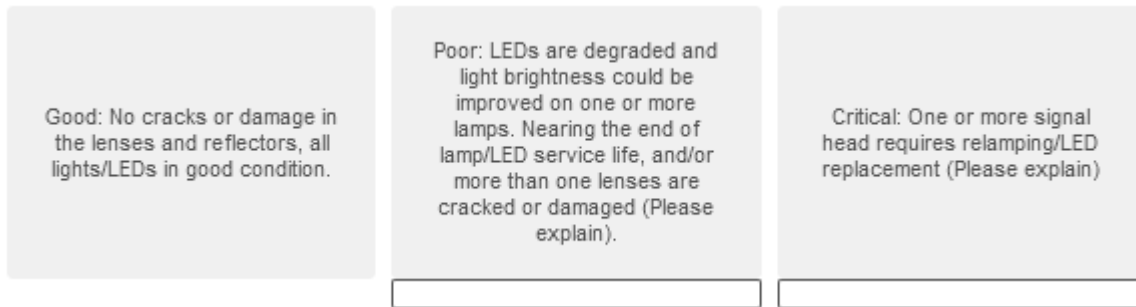 Good: No cracks or damage in
the lenses and reflectors, all
lights/LEDs in good condition.
Poor: LEDs are degraded and
light brightness could be
improved on one or more
lamps. Nearing the end of
lamp/LED service life, and/or
more than one lenses are
cracked or damaged (Please
explain).
Critical: One or more signal
head requires relamping/LED
replacement (Please explain)